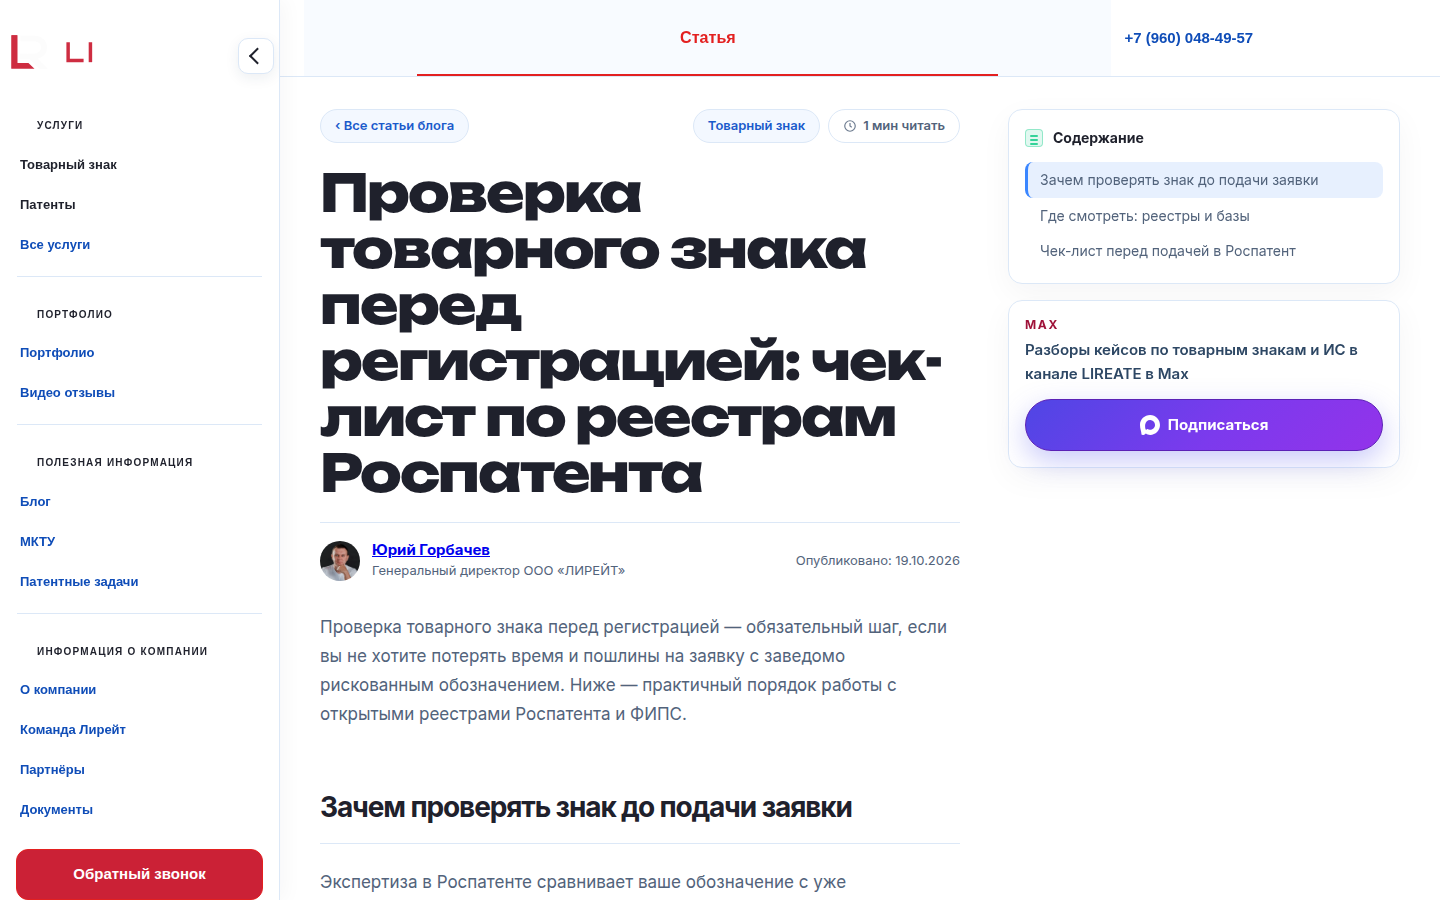 LI
УСЛУГИ
Товарный знак
Патенты
Все услуги
ПОРТФОЛИО
Портфолио
Видео отзывы
ПОЛЕЗНАЯ ИНФОРМАЦИЯ
Блог
МКТУ
Патентные задачи
ИНФОРМАЦИЯ О КОМПАНИИ
О компании
Команда Лирейт
Партнёры
Документы
Обратный звонок
Статья
+7 (960) 048-49-57
‹ Все статьи блога
Товарный знак
1 мин читать
Проверка
товарного знака
перед
регистрацией: чек-
лист по реестрам
Роспатента
Юрий Горбачев
Генеральный директор ООО «ЛИРЕЙТ»
Опубликовано: 19.10.2026
Проверка товарного знака перед регистрацией — обязательный шаг, если
вы не хотите потерять время и пошлины на заявку с заведомо
рискованным обозначением. Ниже — практичный порядок работы с
открытыми реестрами Роспатента и ФИПС.
Зачем проверять знак до подачи заявки
Экспертиза в Роспатенте сравнивает ваше обозначение с уже
Содержание
Зачем проверять знак до подачи заявки
Где смотреть: реестры и базы
Чек-лист перед подачей в Роспатент
MAX
Разборы кейсов по товарным знакам и ИС в
канале LIREATE в Max
Подписаться